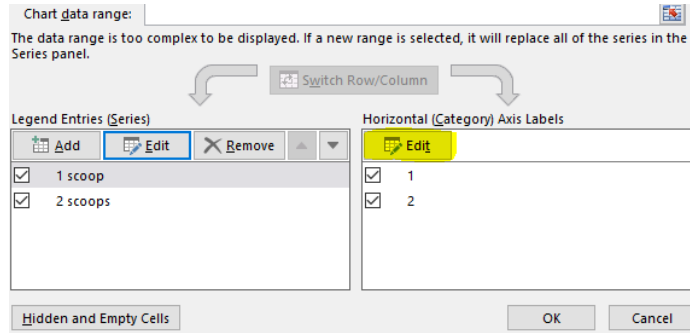 Chart data range:
The data range is too complex to be displayed. If a new range is selected, it will replace all of the series in the
Series panel.
Switch Row/Column
Legend Entries (Series)
Horizontal (Category) Axis Labels
Add Edit Remove
Edit
1 scoop
1
2 scoops
2
Hidden and Empty Cells
OK Cancel